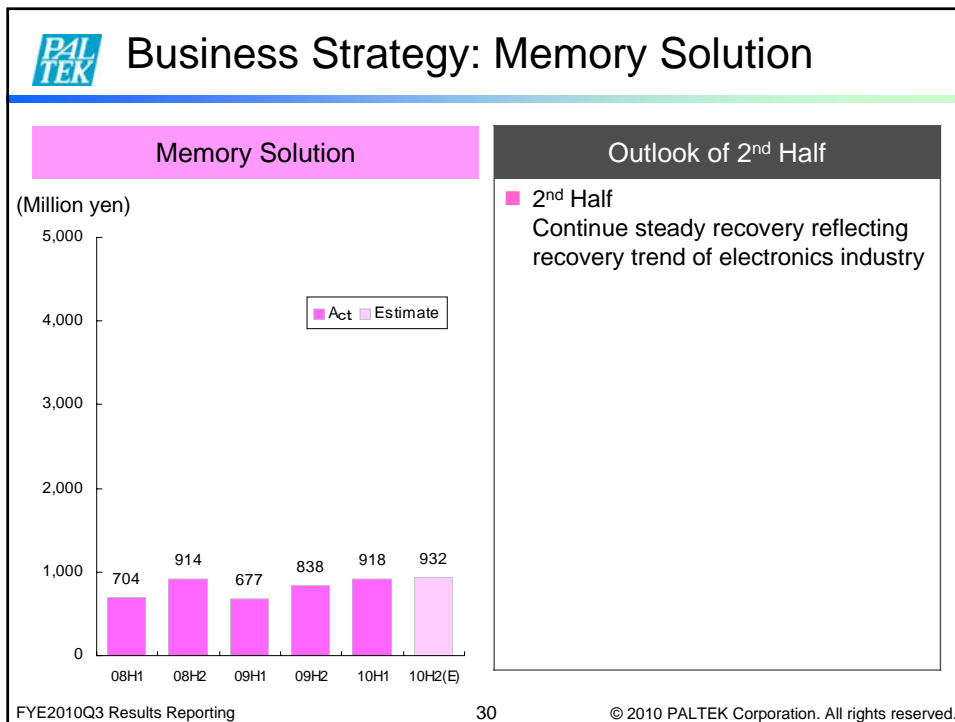 PAL
TEK
Business Strategy: Memory Solution
Memory Solution
(Million yen)
5,000
4,000
3,000
2,000
1,000
0
Act Estimate
704
914
677
838
918
932
08H1 08H2 09H1 09H2 10H1 10H2(E)
Outlook of 2nd Half
2nd Half
Continue steady recovery reflecting
recovery trend of electronics industry
FYE2010Q3 Results Reporting
30
© 2010 PALTEK Corporation. All rights reserved.